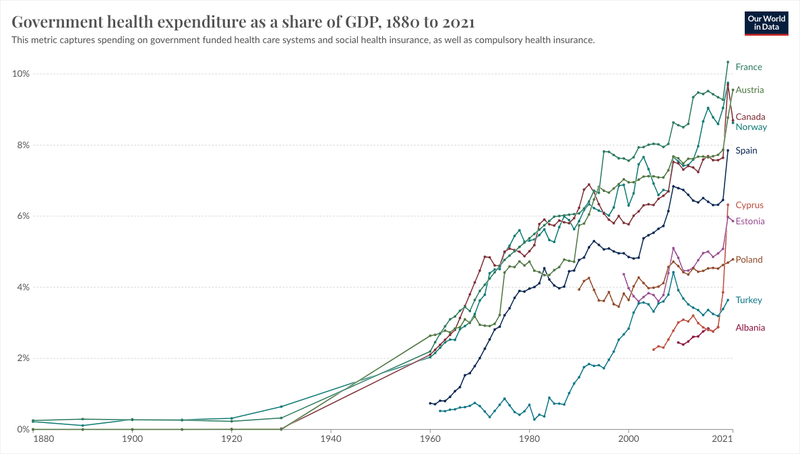 Government health expenditure as a share of GDP, 1880 to 2021
Our World
in Data
This metric captures spending on government funded health care systems and social health insurance, as well as compulsory health insurance.
10%
8%
6%
4%
2%
0%
France
Austria
Canada
Norway
Spain
Cyprus
Estonia
Poland
Turkey
Albania
1880
1900
1920
1940
1960
1980
2000
2021